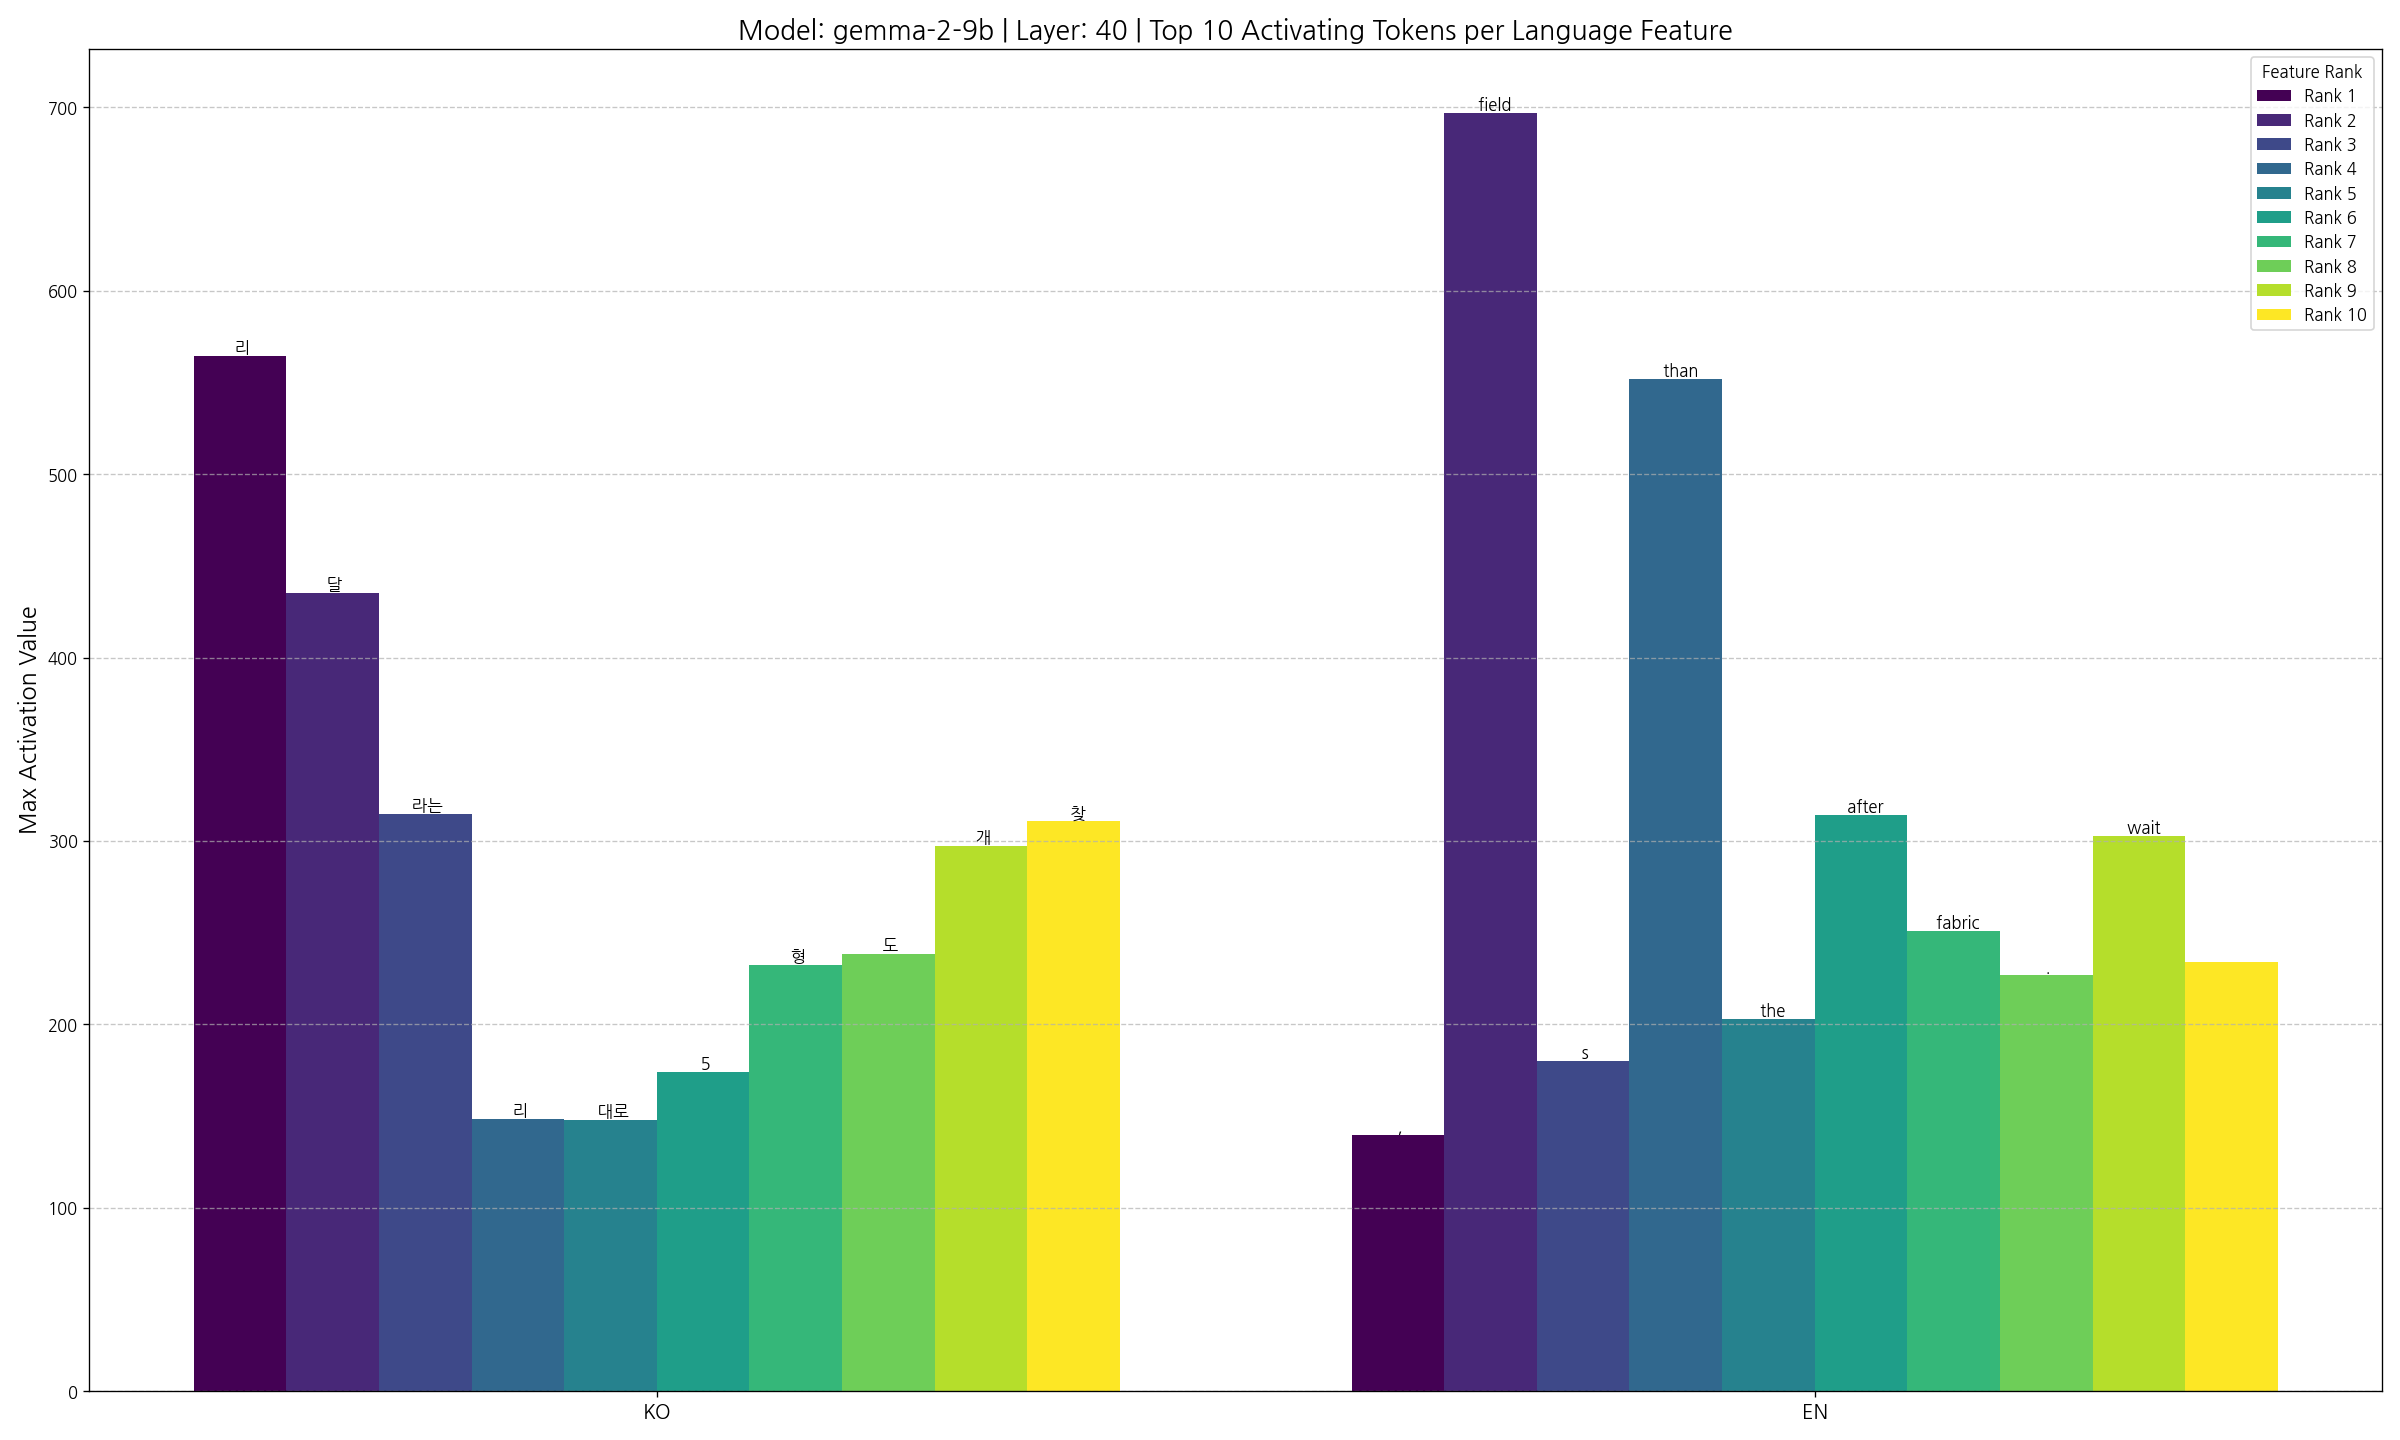 Model: gemma-2-9b | Layer: 40 | Top 10 Activating Tokens per Language Feature
Max Activation Value
700
600
500
400
300
200
100
0
리
달
라는
리
대로
5
형
도
개
찾
,
field
s
than
the
after
fabric
.
wait
KO
EN
Feature Rank
Rank 1
Rank 2
Rank 3
Rank 4
Rank 5
Rank 6
Rank 7
Rank 8
Rank 9
Rank 10